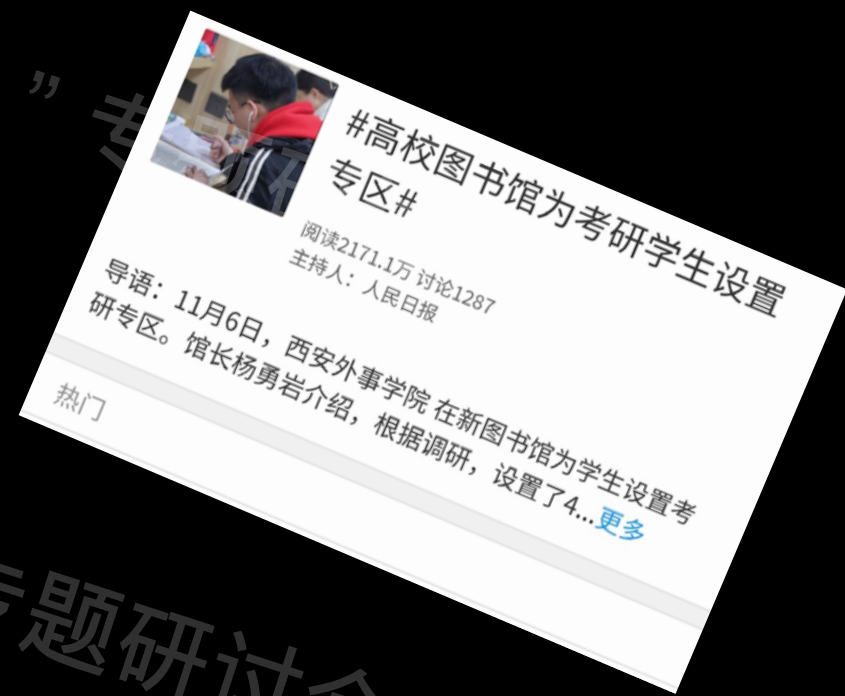 #高校图书馆为考研学生设置
专区#
阅读2171.1万 讨论1287
主持人：人民日报
导语：11月6日，西安外事学院 在新图书馆为学生设置考
研专区。馆长杨勇岩介绍，根据调研，设置了4...更多
热门
” 专题研
专题研讨会